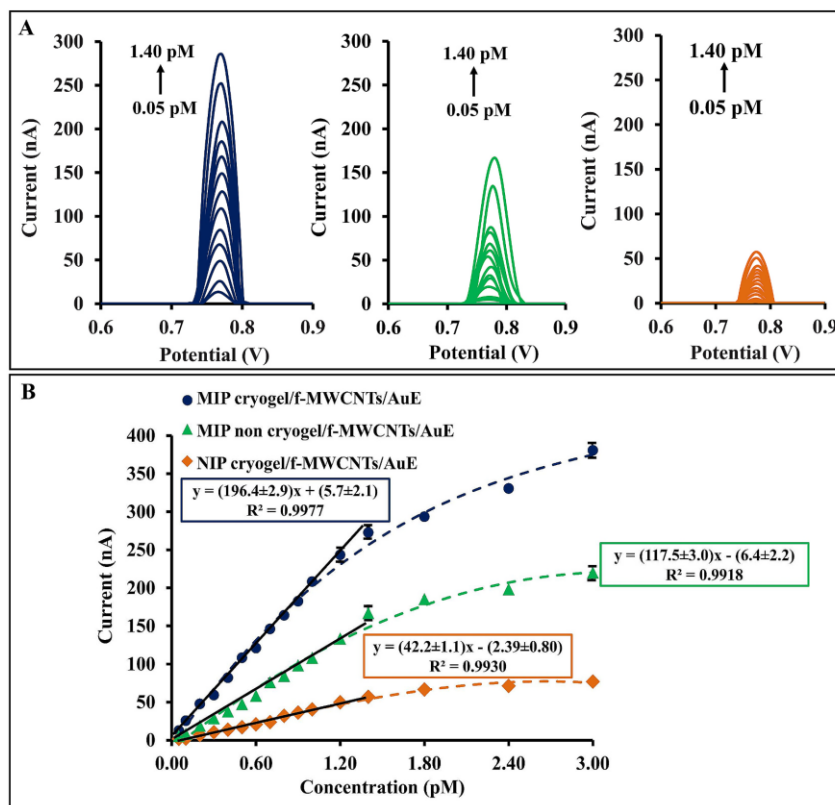 A
300
250
200
150
100
50
0
Current (nA)
1.40 pM
0.05 pM
0.6 0.7 0.8 0.9
Potential (V)
300
250
200
150
100
50
0
Current (nA)
1.40 pM
0.05 pM
0.6 0.7 0.8 0.9
Potential (V)
300
250
200
150
100
50
0
Current (nA)
1.40 pM
0.05 pM
0.6 0.7 0.8 0.9
Potential (V)
B
MIP cryogel/f-MWCNTs/AuE
MIP non cryogel/f-MWCNTs/AuE
NIP cryogel/f-MWCNTs/AuE
400
350
300
250
200
150
100
50
0
Current (nA)
y = (196.4±2.9)x + (5.7±2.1)
R² = 0.9977
y = (117.5±3.0)x - (6.4±2.2)
R² = 0.9918
y = (42.2±1.1)x - (2.39±0.80)
R² = 0.9930
0.00 0.60 1.20 1.80 2.40 3.00
Concentration (pM)